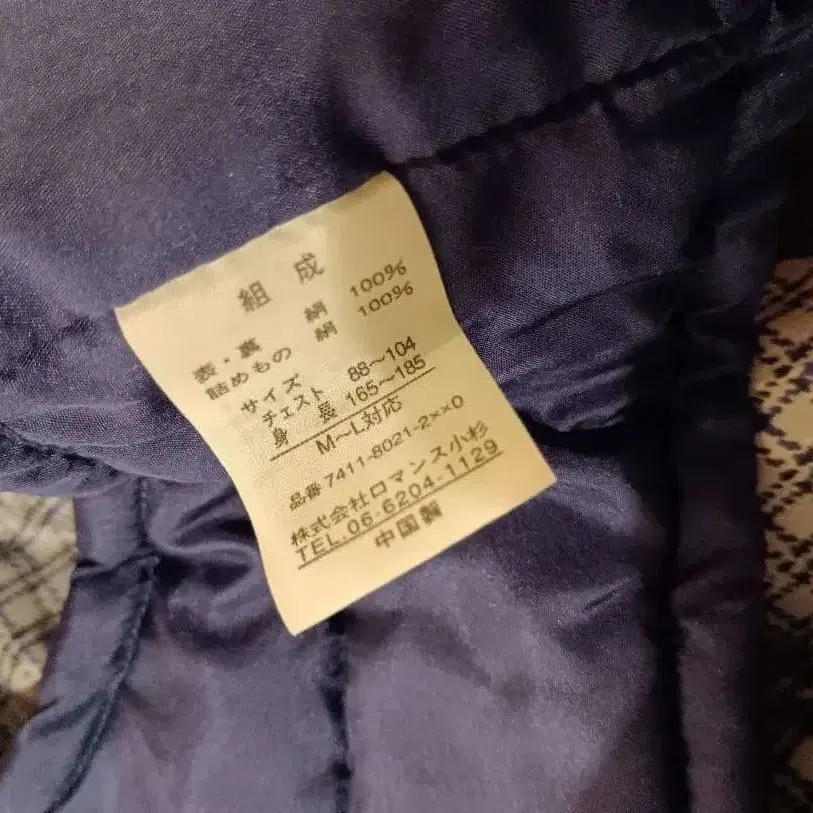 組成
表・裏 絹 100%
詰めもの 絹 100%
サイズ
チェスト 88~104
身長 165~185
M~L対応
品番 7411-8021-2××0
株式会社ロマンス小杉
TEL.06-6204-1129
中国製